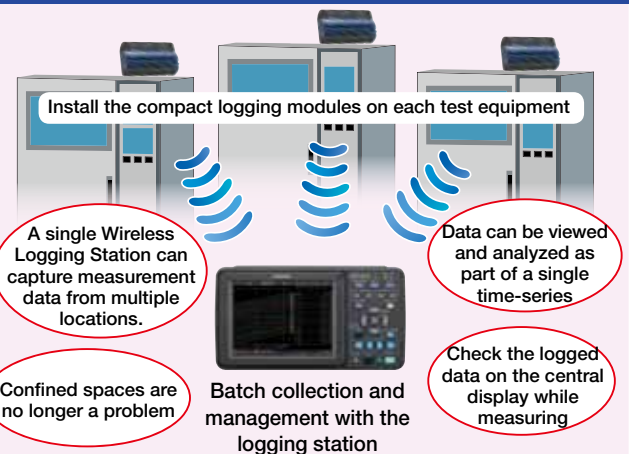 Install the compact logging modules on each test equipment
A single Wireless
Logging Station can
capture measurement
data from multiple
locations.
Data can be viewed
and analyzed as
part of a single
time-series
Confined spaces are
no longer a problem
Batch collection and
management with the
logging station
Check the logged
data on the central
display while
measuring